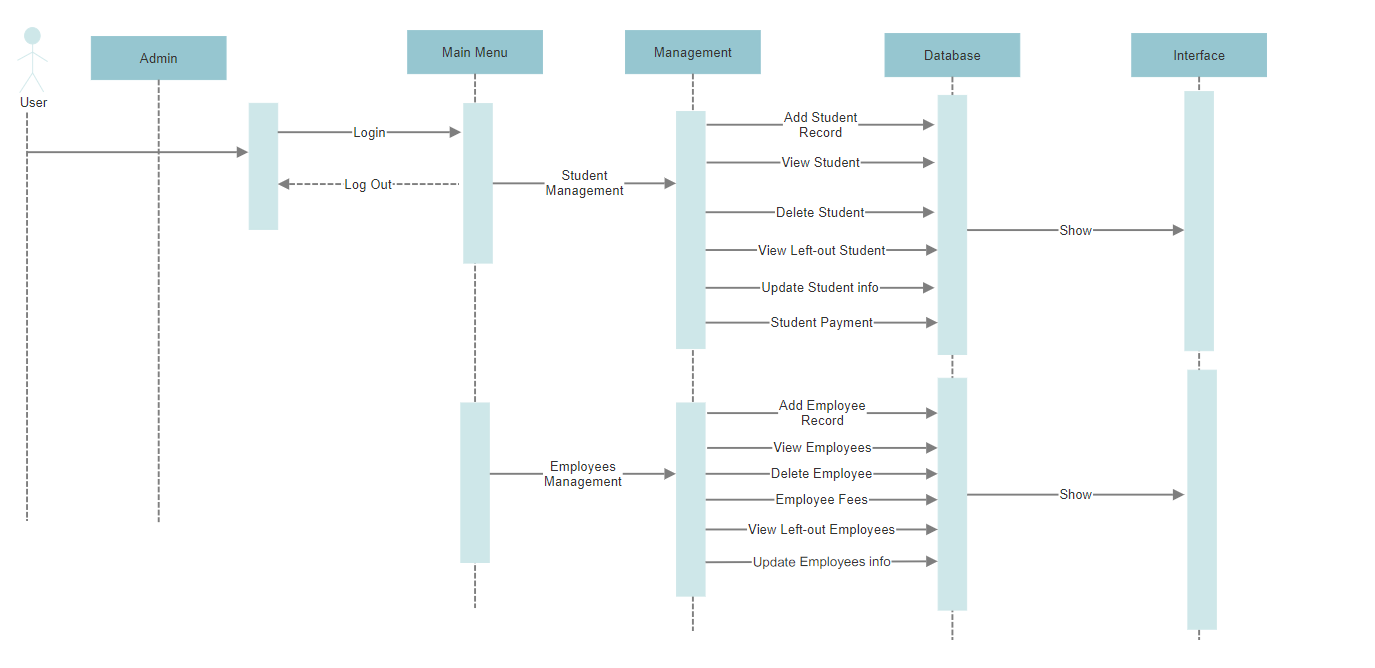 User
Admin
Main Menu
Management
Database
Interface
Login
Log Out
Student
Management
Add Student
Record
View Student
Delete Student
View Left-out Student
Update Student info
Student Payment
Show
Employees
Management
Add Employee
Record
View Employees
Delete Employee
Employee Fees
View Left-out Employees
Update Employees info
Show